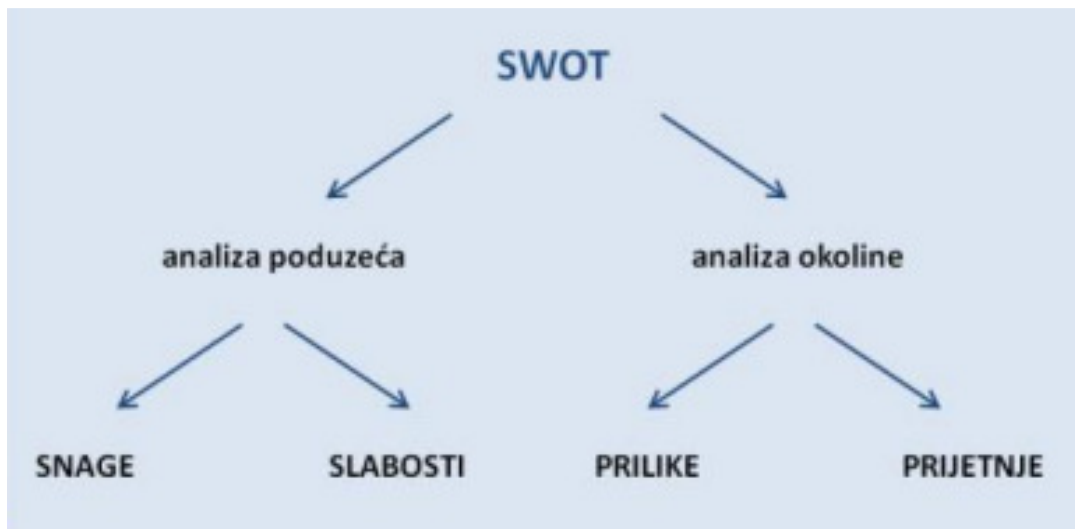 SWOT
analiza poduzeća
analiza okoline
SNAGE
SLABOSTI
PRILIKE
PRIJETNJE